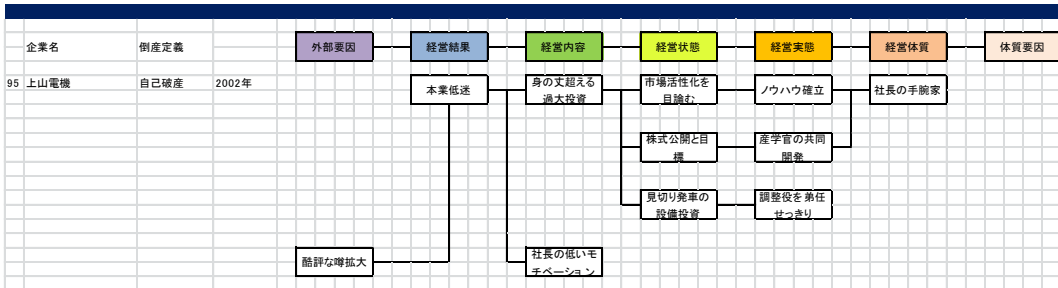 企業名 倒産定義 外部要因 経営結果 経営内容 経営状態 経営実態 経営体質 体質要因
95 上山電機 自己破産 2002年
本業低迷
身の丈超える
過大投資
市場活性化を
目論む
ノウハウ確立
社長の手腕家
株式公開と目
標
産学官の共同
開発
見切り発車の
設備投資
調整役を弟任
せっきり
酷評な噂拡大
社長の低いモ
チベーション